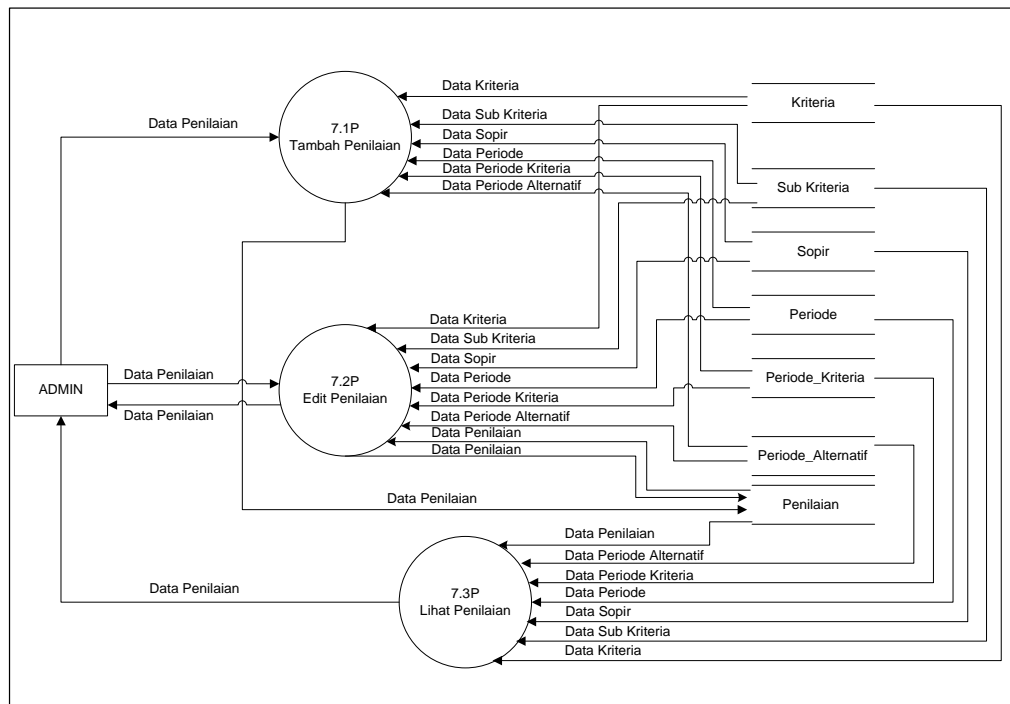 Data Kriteria
Kriteria
Data Sub Kriteria
Data Penilaian
7.1P
Tambah Penilaian
Data Sopir
Data Periode
Data Periode Kriteria
Data Periode Alternatif
Sub Kriteria
Sopir
Periode
Data Kriteria
Data Sub Kriteria
Data Sopir
ADMIN
Data Penilaian
7.2P
Edit Penilaian
Data Periode
Periode_Kriteria
Data Periode Kriteria
Data Penilaian
Data Periode Alternatif
Data Penilaian
Data Penilaian
Periode_Alternatif
Data Penilaian
Penilaian
Data Penilaian
Data Periode Alternatif
Data Periode Kriteria
Data Penilaian
7.3P
Lihat Penilaian
Data Periode
Data Sopir
Data Sub Kriteria
Data Kriteria